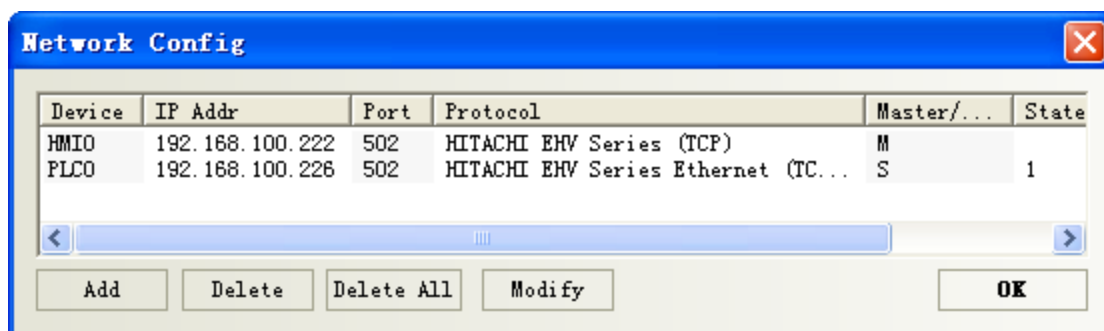 Network Config
Device IP Addr Port Protocol Master/... State
HMI0 192.168.100.222 502 HITACHI EHV Series (TCP) M
PLC0 192.168.100.226 502 HITACHI EHV Series Ethernet (TC... S 1
Add Delete Delete All Modify OK